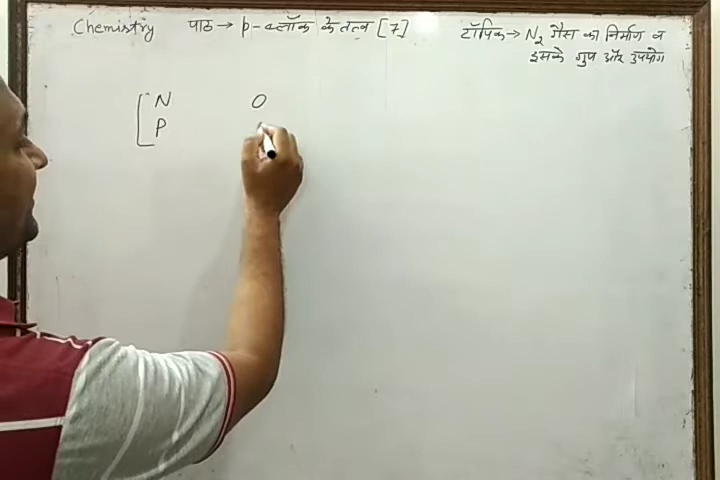 Chemistry पाठ → p-ब्लॉक के तत्व [7]
टॉपिक → N₂ गैस का निर्माण व
इसके गुण और उपयोग
N O
P